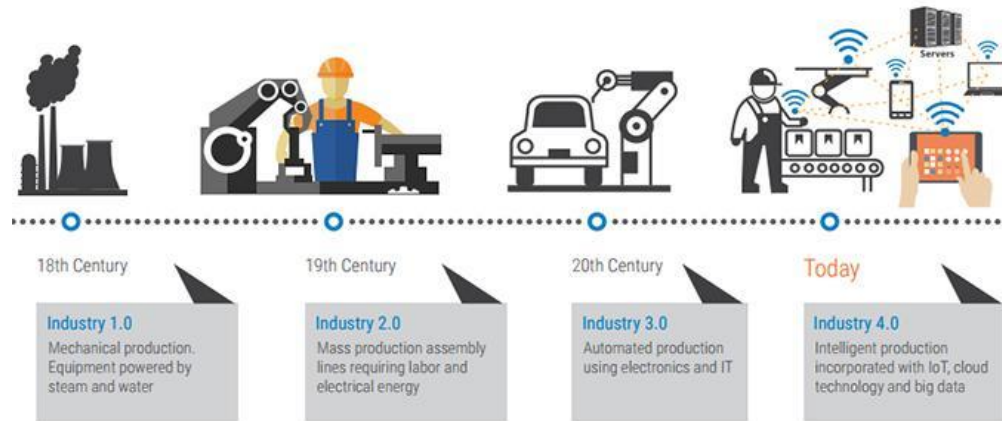 Servers
18th Century
19th Century
20th Century
Today
Industry 1.0
Mechanical production.
Equipment powered by
steam and water
Industry 2.0
Mass production assembly
lines requiring labor and
electrical energy
Industry 3.0
Automated production
using electronics and IT
Industry 4.0
Intelligent production
incorporated with IoT, cloud
technology and big data